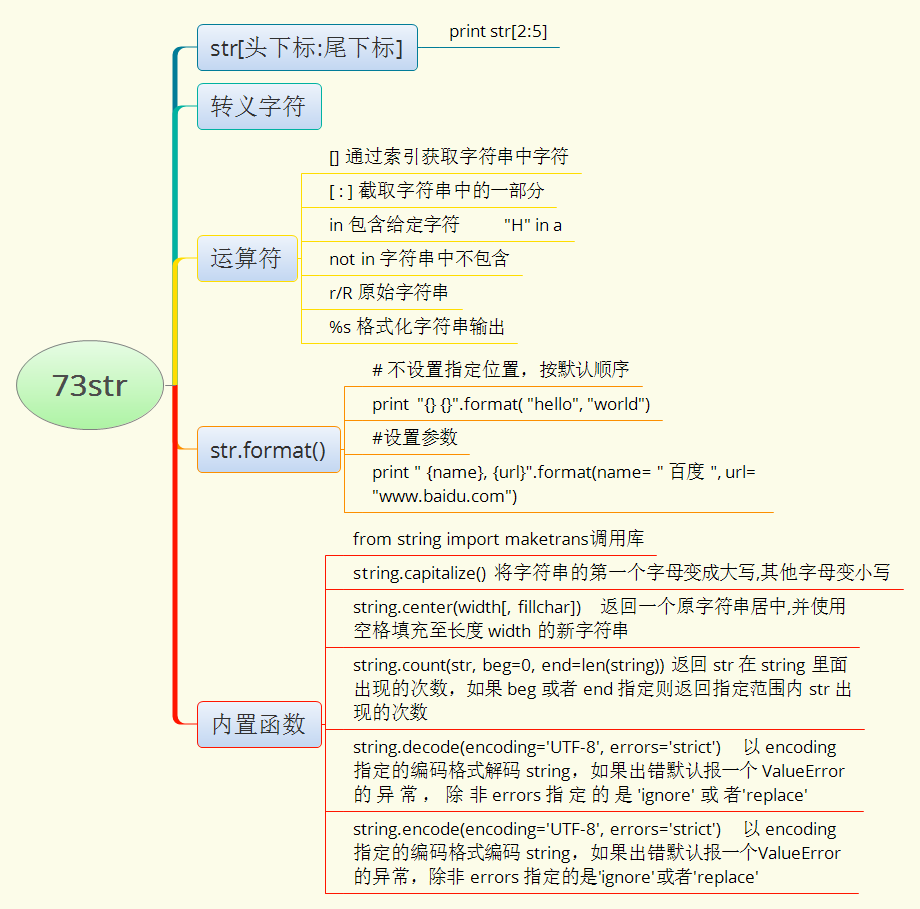 str[头下标:尾下标]
print str[2:5]
转义字符
运算符
[] 通过索引获取字符串中字符
[ : ] 截取字符串中的一部分
in 包含给定字符 "H" in a
not in 字符串中不包含
r/R 原始字符串
%s 格式化字符串输出
73str
str.format()
# 不设置指定位置，按默认顺序
print "{} {}".format( "hello", "world")
#设置参数
print " {name}, {url}".format(name= " 百度 ", url=
"www.baidu.com")
内置函数
from string import maketrans调用库
string.capitalize() 将字符串的第一个字母变成大写,其他字母变小写
string.center(width[, fillchar]) 返回一个原字符串居中,并使用
空格填充至长度 width 的新字符串
string.count(str, beg=0, end=len(string)) 返回 str 在 string 里面
出现的次数，如果 beg 或者 end 指定则返回指定范围内 str 出
现的次数
string.decode(encoding='UTF-8', errors='strict') 以 encoding
指定的编码格式解码 string，如果出错默认报一个 ValueError
的 异 常 ， 除 非 errors 指 定 的 是 'ignore' 或 者'replace'
string.encode(encoding='UTF-8', errors='strict') 以 encoding
指定的编码格式编码 string，如果出错默认报一个ValueError
的异常，除非 errors 指定的是'ignore'或者'replace'